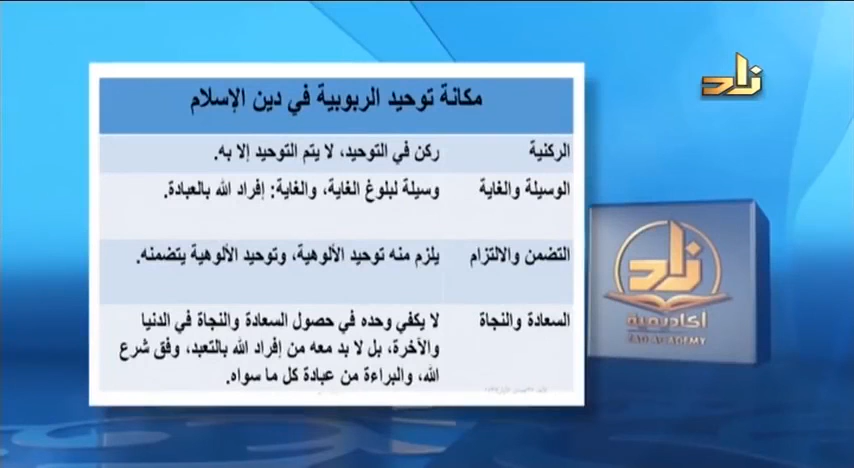 زاد
مكانة توحيد الربوبية في دين الإسلام
الركنية ركن في التوحيد، لا يتم التوحيد إلا به.
الوسيلة والغاية وسيلة لبلوغ الغاية، والغاية: إفراد الله بالعبادة.
التضمن والالتزام يلزم منه توحيد الألوهية، وتوحيد الألوهية يتضمنه.
السعادة والنجاة لا يكفي وحده في حصول السعادة والنجاة في الدنيا
والآخرة، بل لا بد معه من إفراد الله بالتعبد، وفق شرع
الله، والبراءة من عبادة كل ما سواه.
زاد
أكاديمية
ZAD ACADEMY